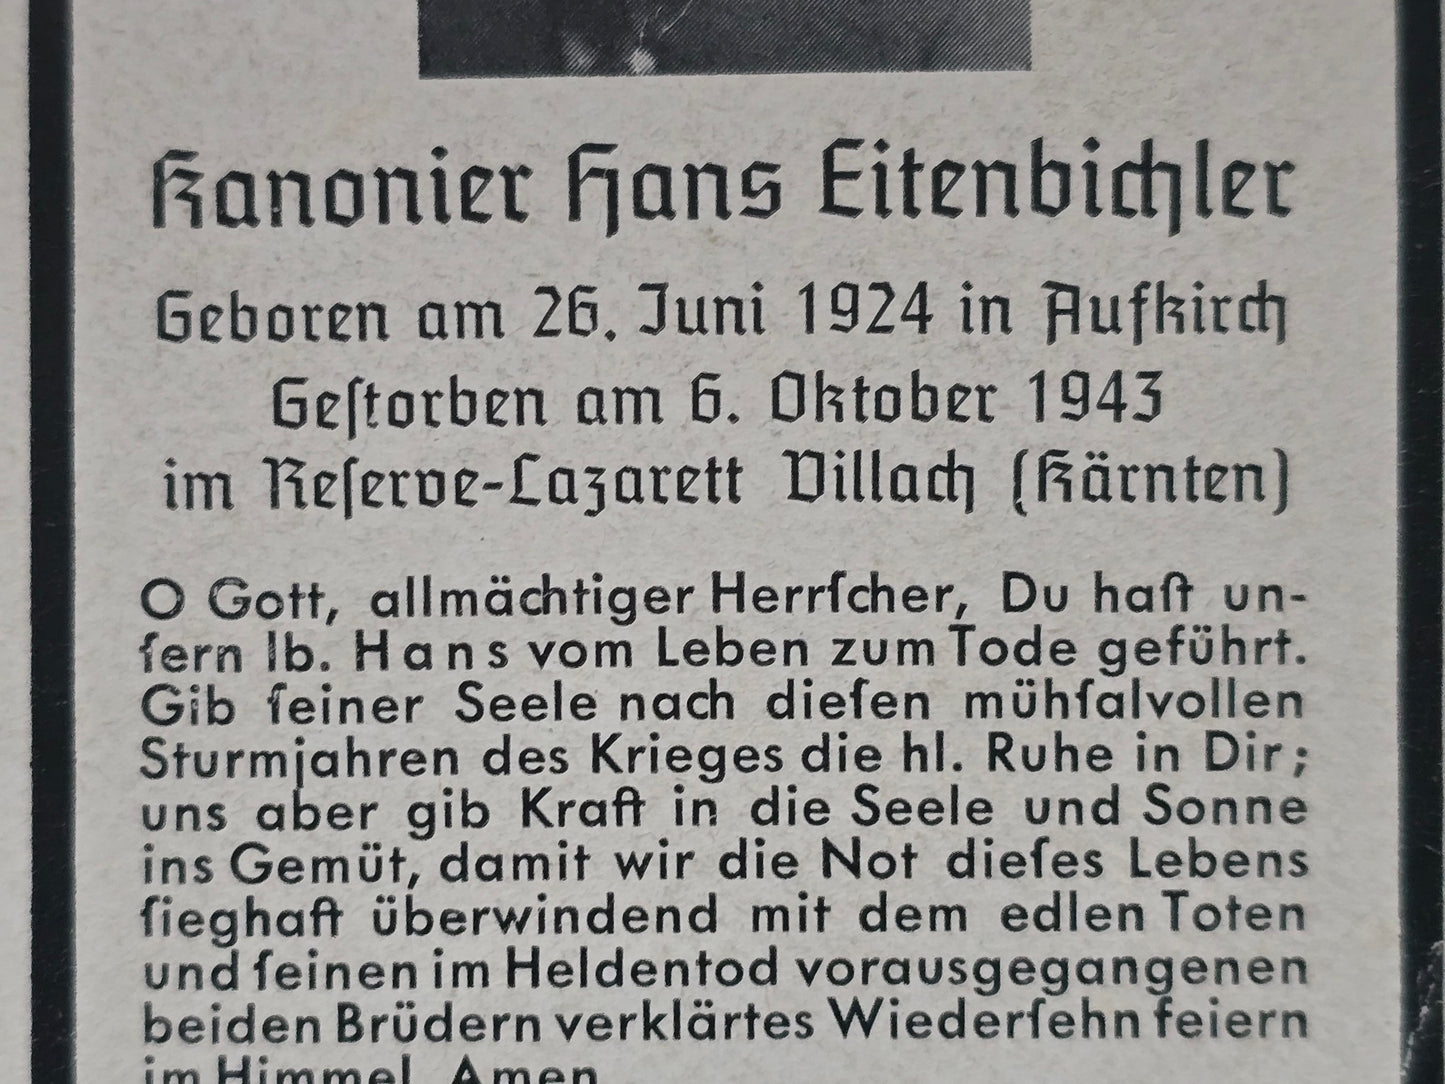 Kanonier Hans Eitenbichler
Geboren am 26. Juni 1924 in Aufkirch
Geſtorben am 6. Oktober 1943
im Reſerve-Lazarett Villach (Kärnten)
O Gott, allmächtiger Herrſcher, Du haſt un-
ſern lb. Hans vom Leben zum Tode geführt.
Gib ſeiner Seele nach dieſen mühſalvollen
Sturmjahren des Krieges die hl. Ruhe in Dir;
uns aber gib Kraft in die Seele und Sonne
ins Gemüt, damit wir die Not dieſes Lebens
ſieghaft überwindend mit dem edlen Toten
und ſeinen im Heldentod vorausgegangenen
beiden Brüdern verklärtes Wiederſehn feiern
im Himmel. Amen.